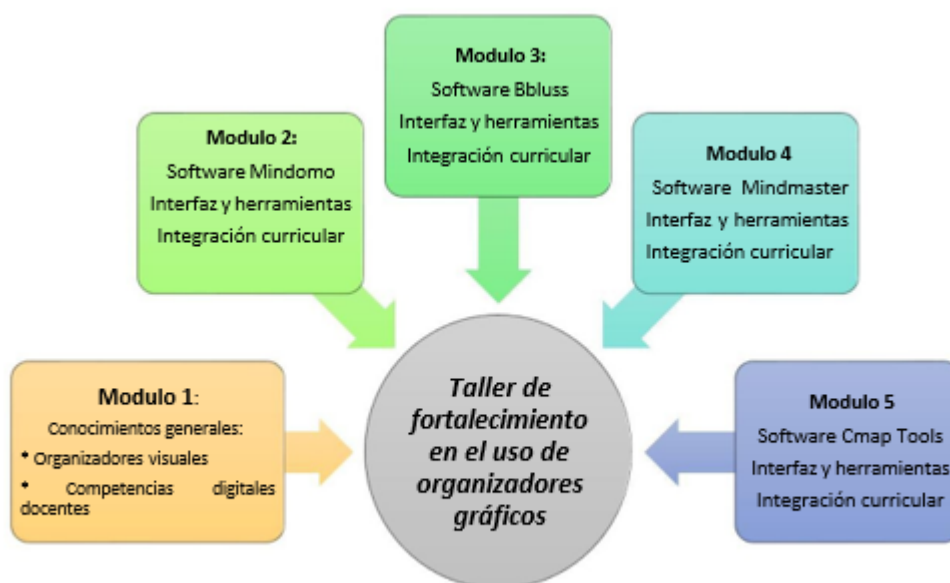 Modulo 1:
Conocimientos generales:
* Organizadores visuales
* Competencias digitales
docentes
Modulo 2:
Software Mindomo
Interfaz y herramientas
Integración curricular
Modulo 3:
Software Bbluss
Interfaz y herramientas
Integración curricular
Modulo 4
Software Mindmaster
Interfaz y herramientas
Integración curricular
Modulo 5
Software Cmap Tools
Interfaz y herramientas
Integración curricular
Taller de
fortalecimiento
en el uso de
organizadores
gráficos